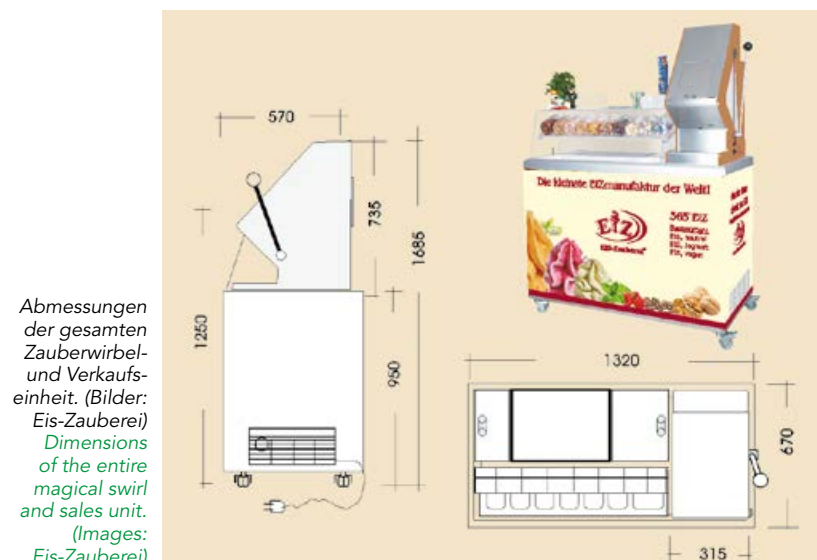 Abmessungen
der gesamten
Zauberwirbel-
und Verkaufs-
einheit. (Bilder:
Eis-Zauberei)
Dimensions
of the entire
magical swirl
and sales unit.
(Images:
Eis-Zauberei)
570
735
1685
1250
950
Die kleinste EIZmanufaktur der Welt!
EIZ
EIS-Zauberei
365 EIZ
1320
670
315